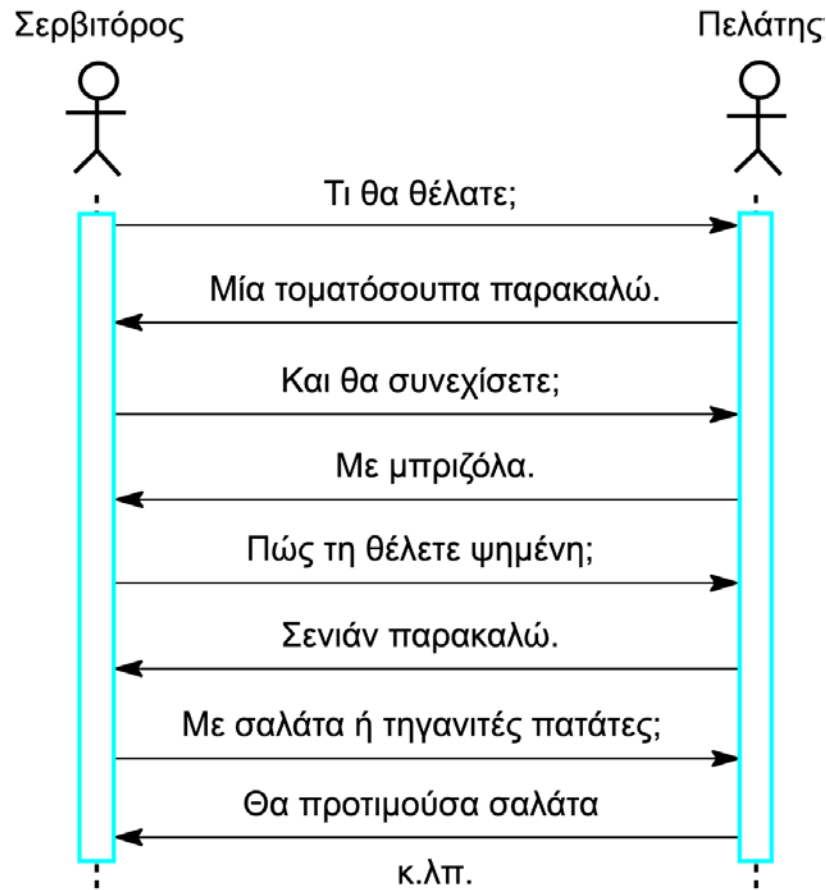 Σερβιτόρος Πελάτης
Τι θα θέλατε;
Μία τοματόσουπα παρακαλώ.
Και θα συνεχίσετε;
Με μπριζόλα.
Πώς τη θέλετε ψημένη;
Σενιάν παρακαλώ.
Με σαλάτα ή τηγανιτές πατάτες;
Θα προτιμούσα σαλάτα
κ.λπ.